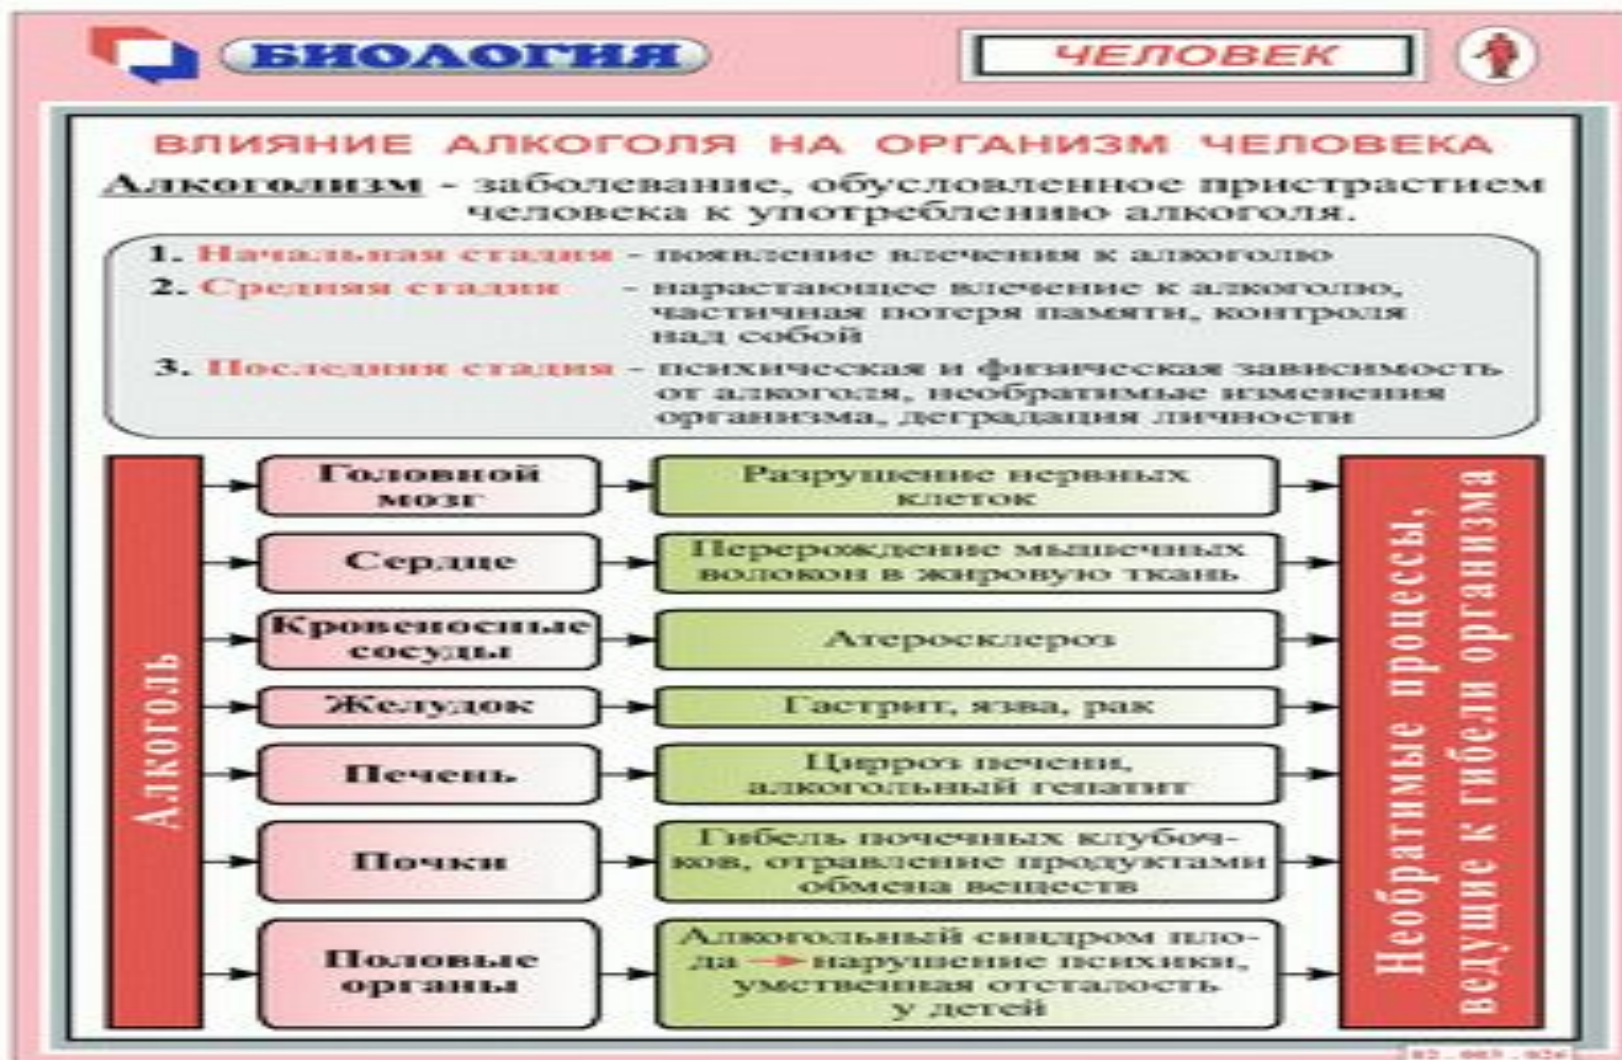 БИОЛОГИЯ
ЧЕЛОВЕК
ВЛИЯНИЕ АЛКОГОЛЯ НА ОРГАНИЗМ ЧЕЛОВЕКА
Алкоголизм - заболевание, обусловленное пристрастием
человека к употреблению алкоголя.
1. Начальная стадия - появление влечения к алкоголю
2. Средняя стадия - нарастающее влечение к алкоголю,
частичная потеря памяти, контроля
над собой
3. Последняя стадия - психическая и физическая зависимость
от алкоголя, необратимые изменения
организма, деградация личности
Алкоголь
Головной
мозг
Разрушение нервных
клеток
Сердце
Перерождение мышечных
волокон в жировую ткань
Кровеносные
сосуды
Атеросклероз
Желудок
Гастрит, язва, рак
Печень
Цирроз печени,
алкогольный гепатит
Почки
Гибель почечных клубоч-
ков, отравление продуктами
обмена веществ
Половые
органы
Алкогольный синдром пло-
да → нарушение психики,
умственная отсталость
у детей
Необратимые процессы,
ведущие к гибели организма